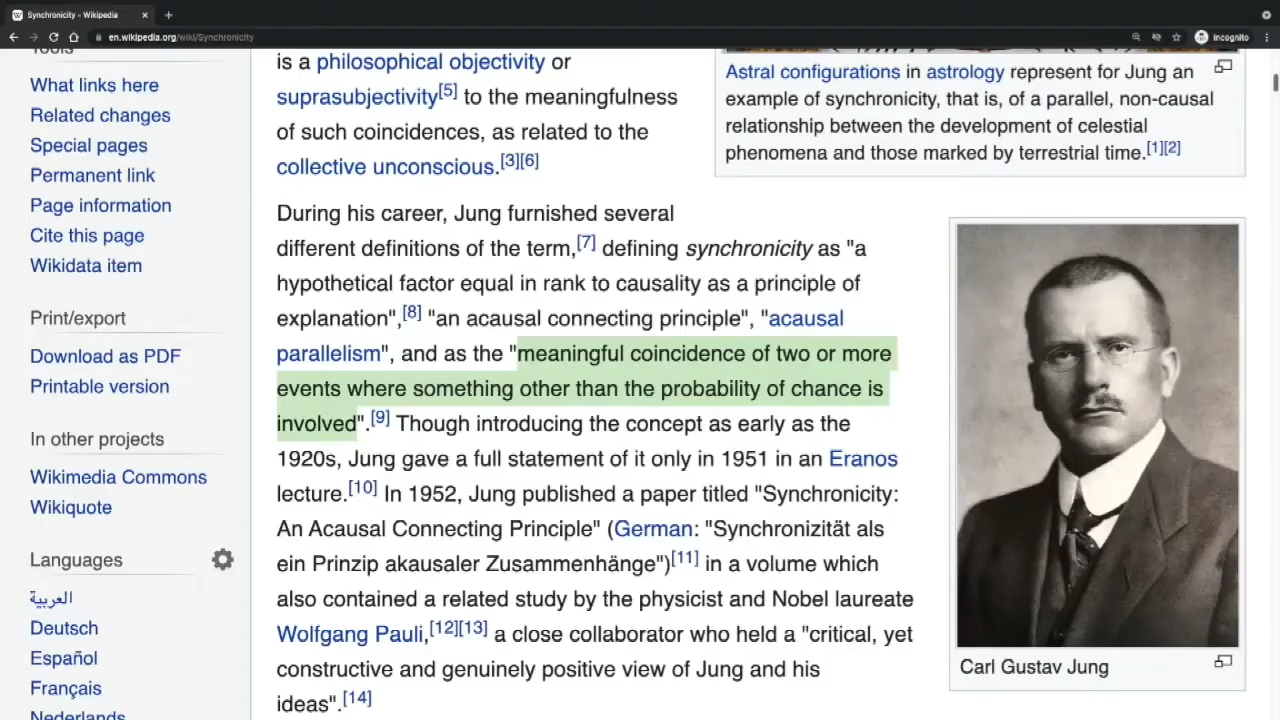 Synchronicity - Wikipedia
en.wikipedia.org/wiki/Synchronicity
Incognito
Tools
What links here
Related changes
Special pages
Permanent link
Page information
Cite this page
Wikidata item
Print/export
Download as PDF
Printable version
In other projects
Wikimedia Commons
Wikiquote
Languages
العربية
Deutsch
Español
Français
Nederlands
is a philosophical objectivity or
suprasubjectivity[5] to the meaningfulness
of such coincidences, as related to the
collective unconscious.[3][6]
During his career, Jung furnished several
different definitions of the term,[7] defining synchronicity as "a
hypothetical factor equal in rank to causality as a principle of
explanation",[8] "an acausal connecting principle", "acausal
parallelism", and as the "meaningful coincidence of two or more
events where something other than the probability of chance is
involved".[9] Though introducing the concept as early as the
1920s, Jung gave a full statement of it only in 1951 in an Eranos
lecture.[10] In 1952, Jung published a paper titled "Synchronicity:
An Acausal Connecting Principle" (German: "Synchronizität als
ein Prinzip akausaler Zusammenhänge")[11] in a volume which
also contained a related study by the physicist and Nobel laureate
Wolfgang Pauli,[12][13] a close collaborator who held a "critical, yet
constructive and genuinely positive view of Jung and his
ideas".[14]
Astral configurations in astrology represent for Jung an
example of synchronicity, that is, of a parallel, non-causal
relationship between the development of celestial
phenomena and those marked by terrestrial time.[1][2]
Carl Gustav Jung